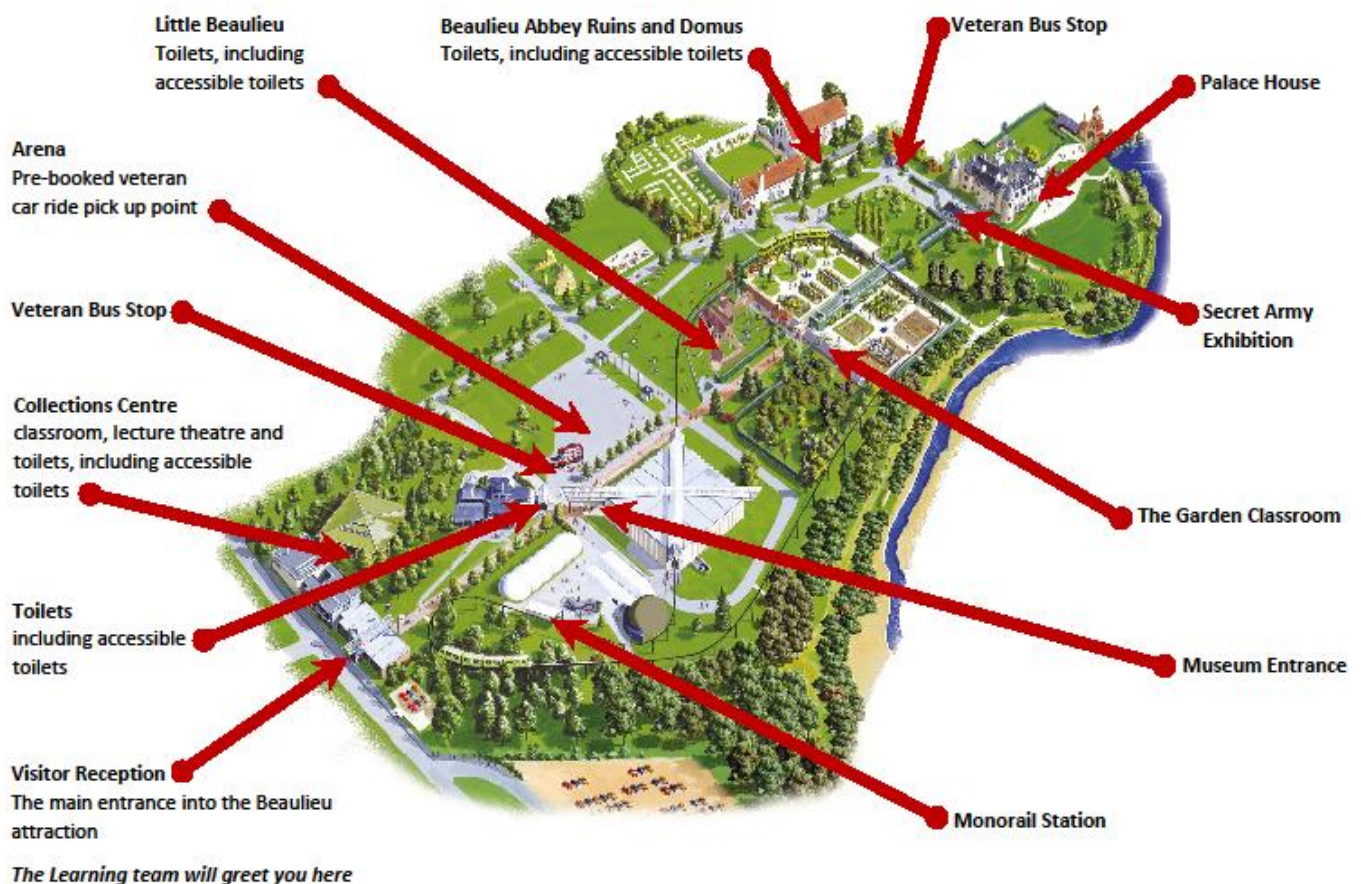 Little Beaulieu
Toilets, including
accessible toilets
Beaulieu Abbey Ruins and Domus
Toilets, including accessible toilets
Veteran Bus Stop
Palace House
Arena
Pre-booked veteran
car ride pick up point
Veteran Bus Stop
Secret Army
Exhibition
Collections Centre
classroom, lecture theatre and
toilets, including accessible
toilets
The Garden Classroom
Toilets
including accessible
toilets
Museum Entrance
Visitor Reception
The main entrance into the Beaulieu
attraction
Monorail Station
The Learning team will greet you here